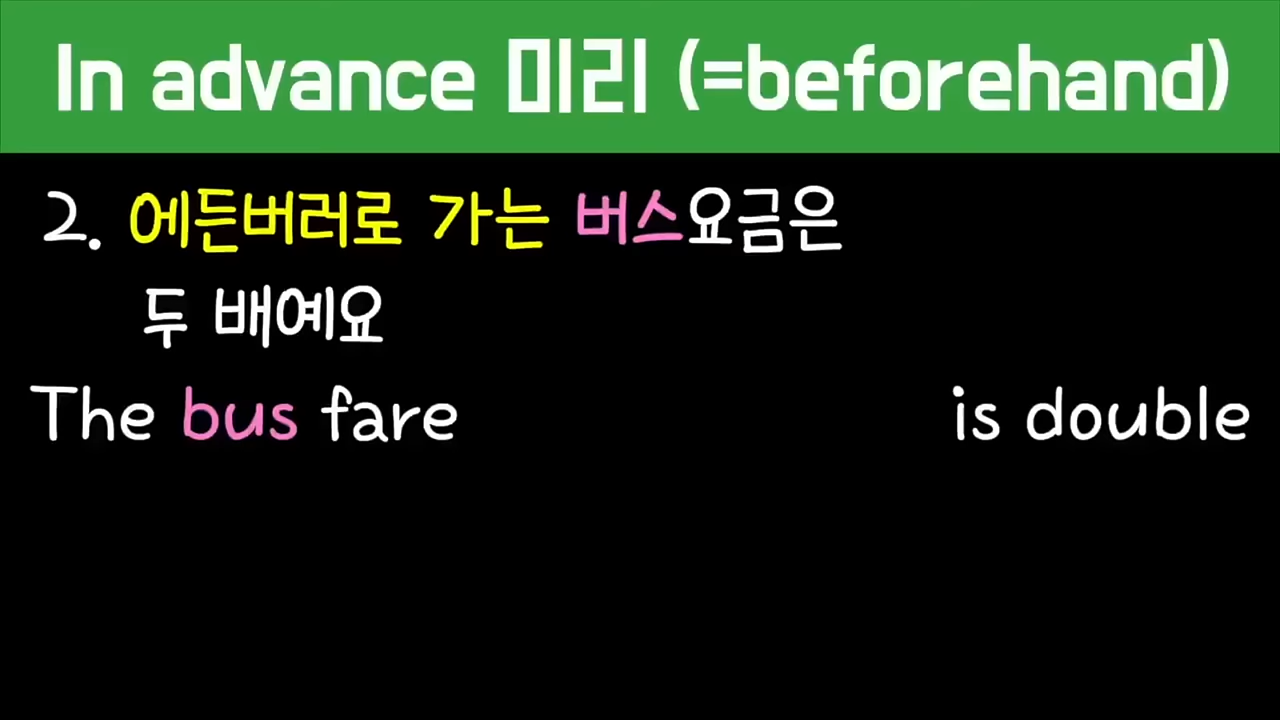 In advance 미리 (=beforehand)
2. 에든버러로 가는 버스요금은
두 배예요
The bus fare is double